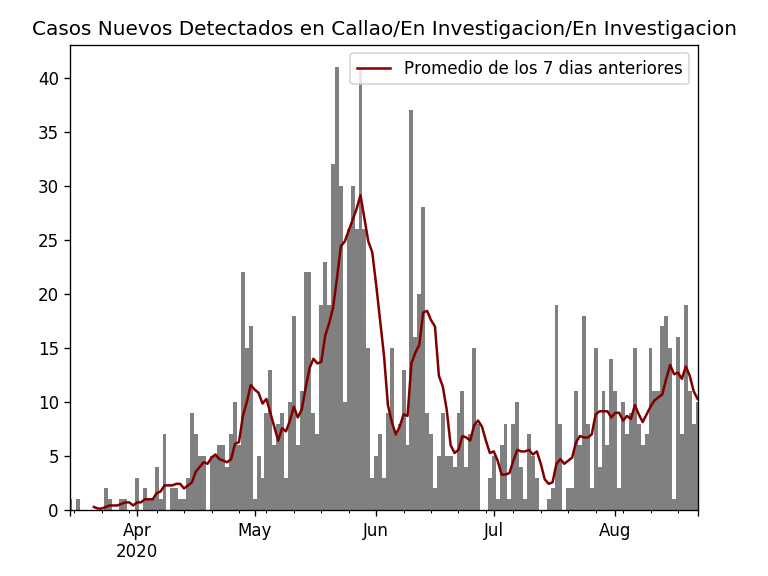 Casos Nuevos Detectados en Callao/En Investigacion/En Investigacion
Promedio de los 7 dias anteriores
40
35
30
25
20
15
10
5
0
Apr
2020
May
Jun
Jul
Aug